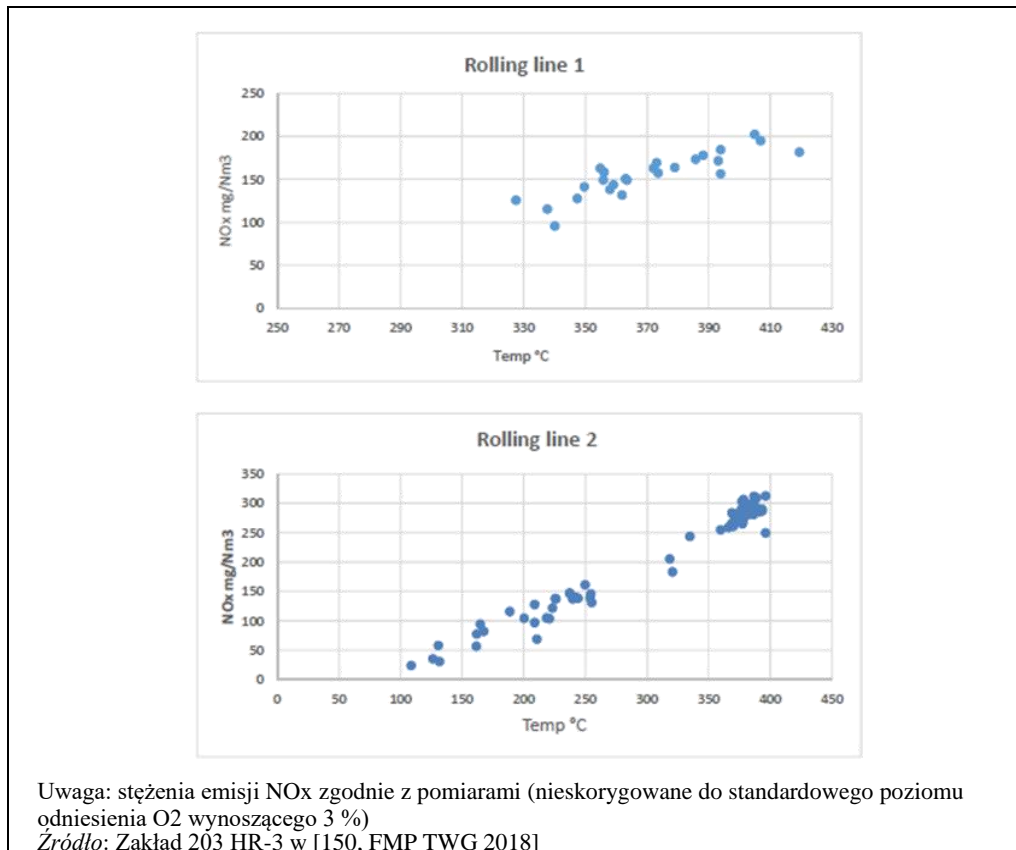 Rolling line 1
250
200
150
100
50
0
NOx mg/Nm3
250 270 290 310 330 350 370 390 410 430
Temp °C
Rolling line 2
350
300
250
200
150
100
50
0
NOx mg/Nm3
0 50 100 150 200 250 300 350 400 450
Temp °C
Uwaga: stężenia emisji NOx zgodnie z pomiarami (nieskorygowane do standardowego poziomu
odniesienia O2 wynoszącego 3 %)
Źródło: Zakład 203 HR-3 w [150, FMP TWG 2018]